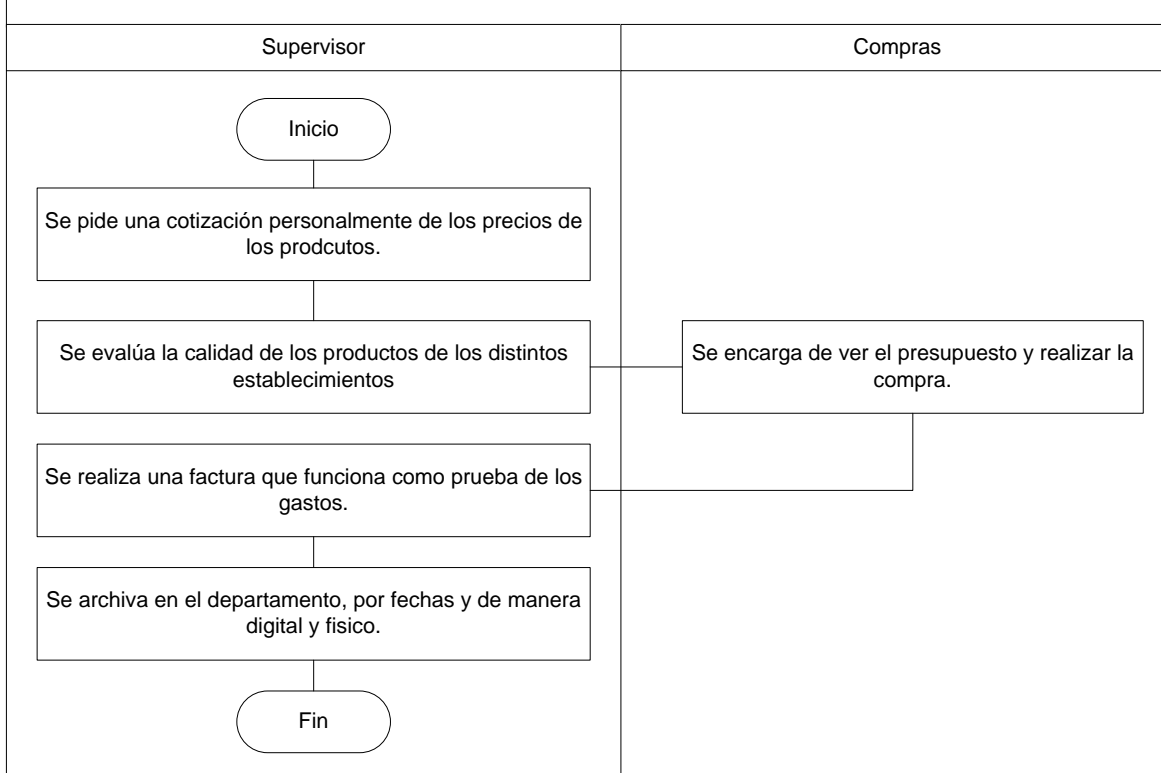 Supervisor
Compras
Inicio
Se pide una cotización personalmente de los precios de
los prodcutos.
Se evalúa la calidad de los productos de los distintos
establecimientos
Se encarga de ver el presupuesto y realizar la
compra.
Se realiza una factura que funciona como prueba de los
gastos.
Se archiva en el departamento, por fechas y de manera
digital y fisico.
Fin